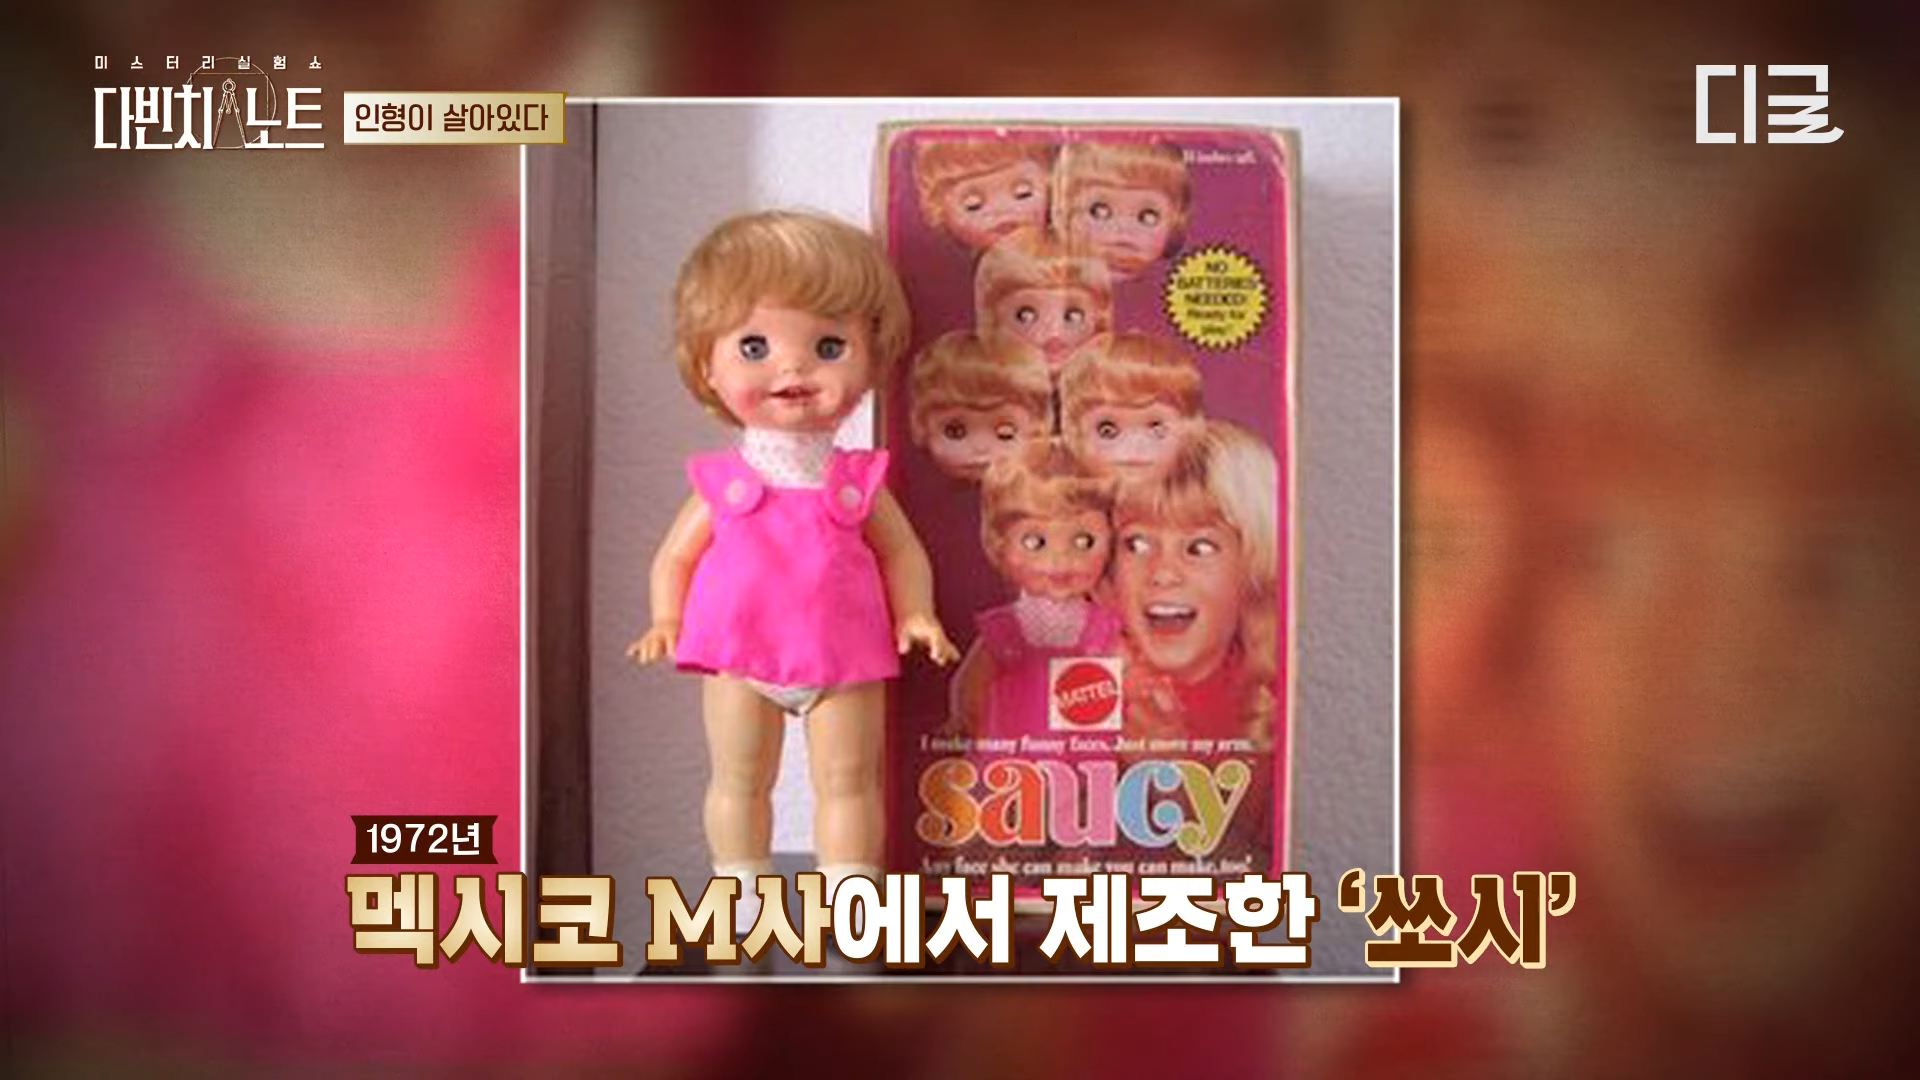 미스터리실험쇼
다빈치노트
인형이 살아있다
디글
11 inches tall.
NO
BATTERIES
NEEDED!
Ready for
play!
MATTEL
I make many funny faces. Just move my arm.
saucy
Any face she can make you can make, too!
1972년
멕시코 M사에서 제조한 ‘쏘시’